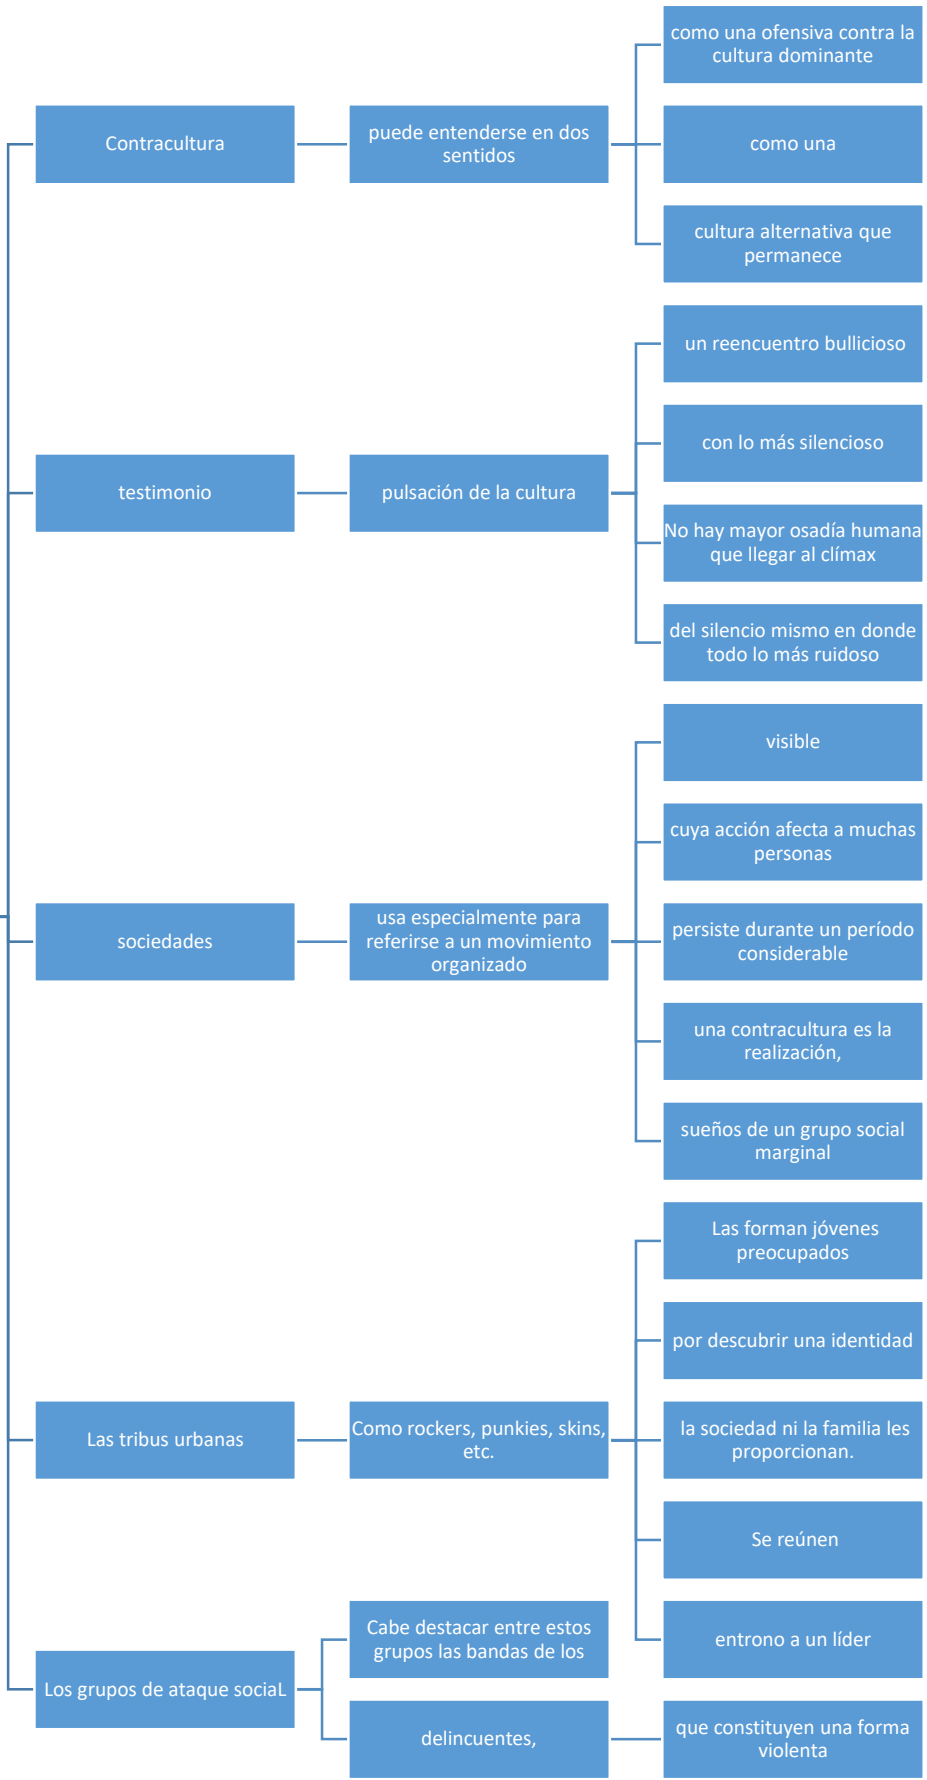 Contracultura
puede entenderse en dos
sentidos
como una ofensiva contra la
cultura dominante
como una
cultura alternativa que
permanece
testimonio
pulsación de la cultura
un reencuentro bullicioso
con lo más silencioso
No hay mayor osadía humana
que llegar al clímax
del silencio mismo en donde
todo lo más ruidoso
sociedades
usa especialmente para
referirse a un movimiento
organizado
visible
cuya acción afecta a muchas
personas
persiste durante un período
considerable
una contracultura es la
realización,
sueños de un grupo social
marginal
Las tribus urbanas
Como rockers, punkies, skins,
etc.
Las forman jóvenes
preocupados
por descubrir una identidad
la sociedad ni la familia les
proporcionan.
Se reúnen
entrono a un líder
Los grupos de ataque sociaL
Cabe destacar entre estos
grupos las bandas de los
delincuentes,
que constituyen una forma
violenta